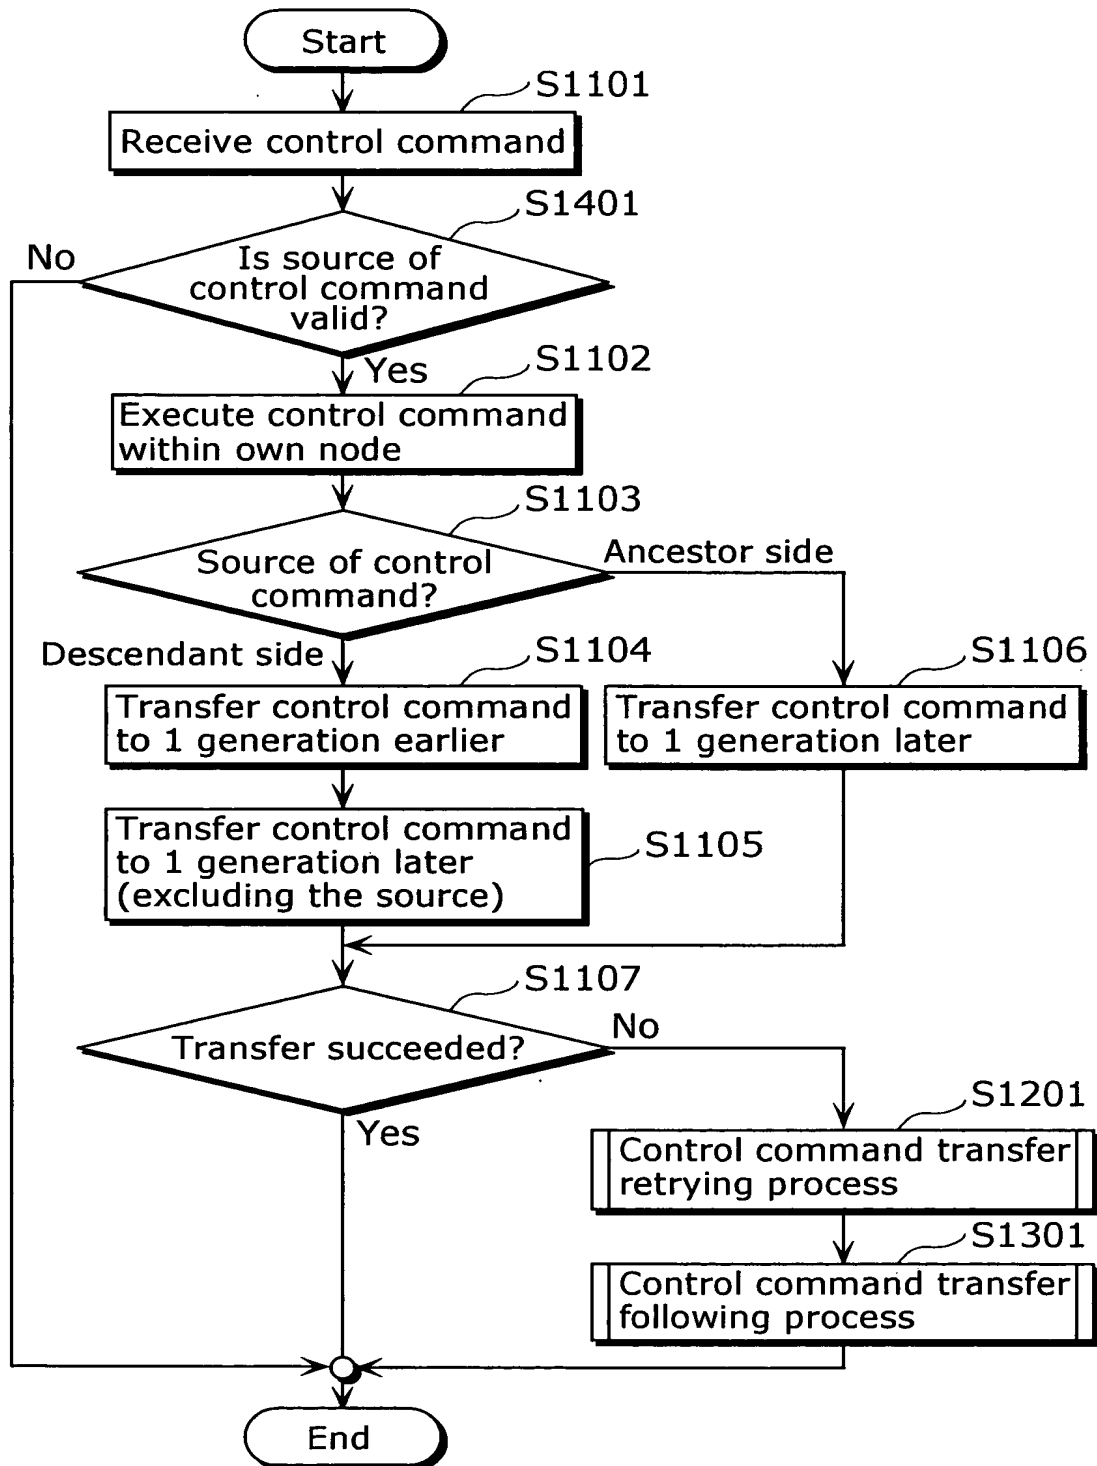 Start
S1101
Receive control command
S1401
No
Is source of
control command
valid?
Yes
S1102
Execute control command
within own node
S1103
Source of control
command?
Ancestor side
Descendant side
S1104
Transfer control command
to 1 generation earlier
S1106
Transfer control command
to 1 generation later
Transfer control command
to 1 generation later
(excluding the source)
S1105
S1107
Transfer succeeded?
No
Yes
S1201
Control command transfer
retrying process
S1301
Control command transfer
following process
End